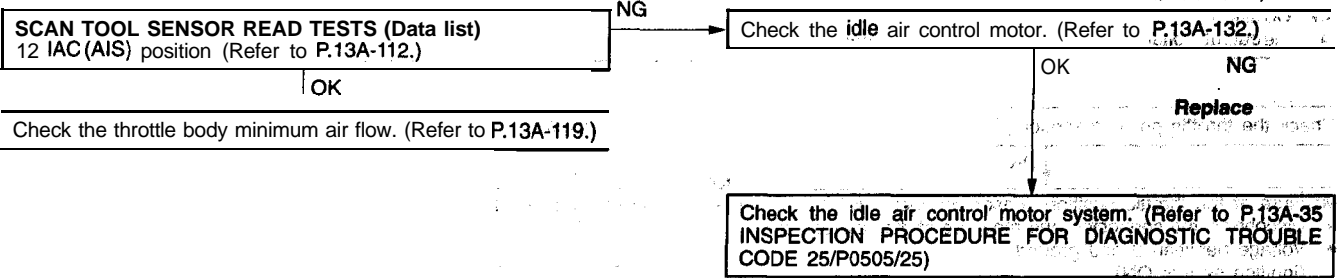 SCAN TOOL SENSOR READ TESTS (Data list)
12 IAC (AIS) position (Refer to P.13A-112.)
NG
OK
Check the throttle body minimum air flow. (Refer to P.13A-119.)
Check the idle air control motor. (Refer to P.13A-132.)
OK
NG
Replace
Check the idle air control motor system. (Refer to P.13A-35
INSPECTION PROCEDURE FOR DIAGNOSTIC TROUBLE
CODE 25/P0505/25)